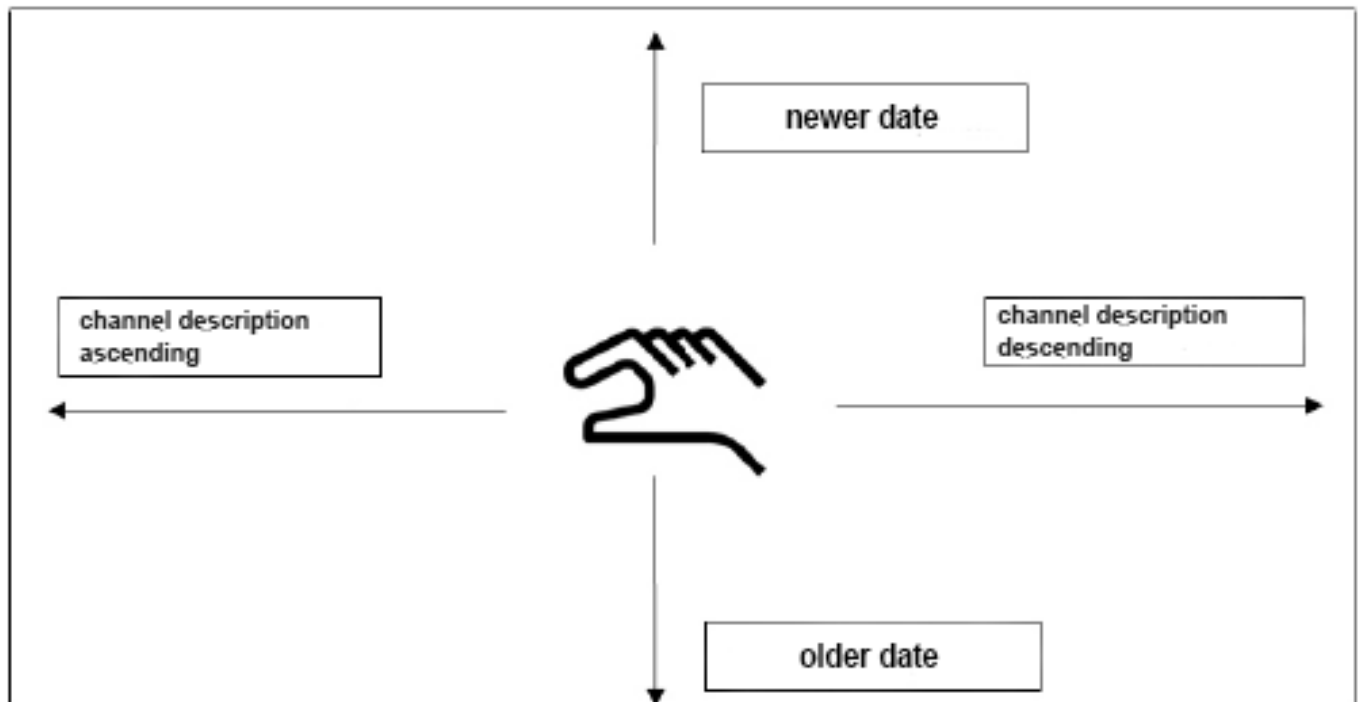 newer date
channel description
ascending
channel description
descending
older date